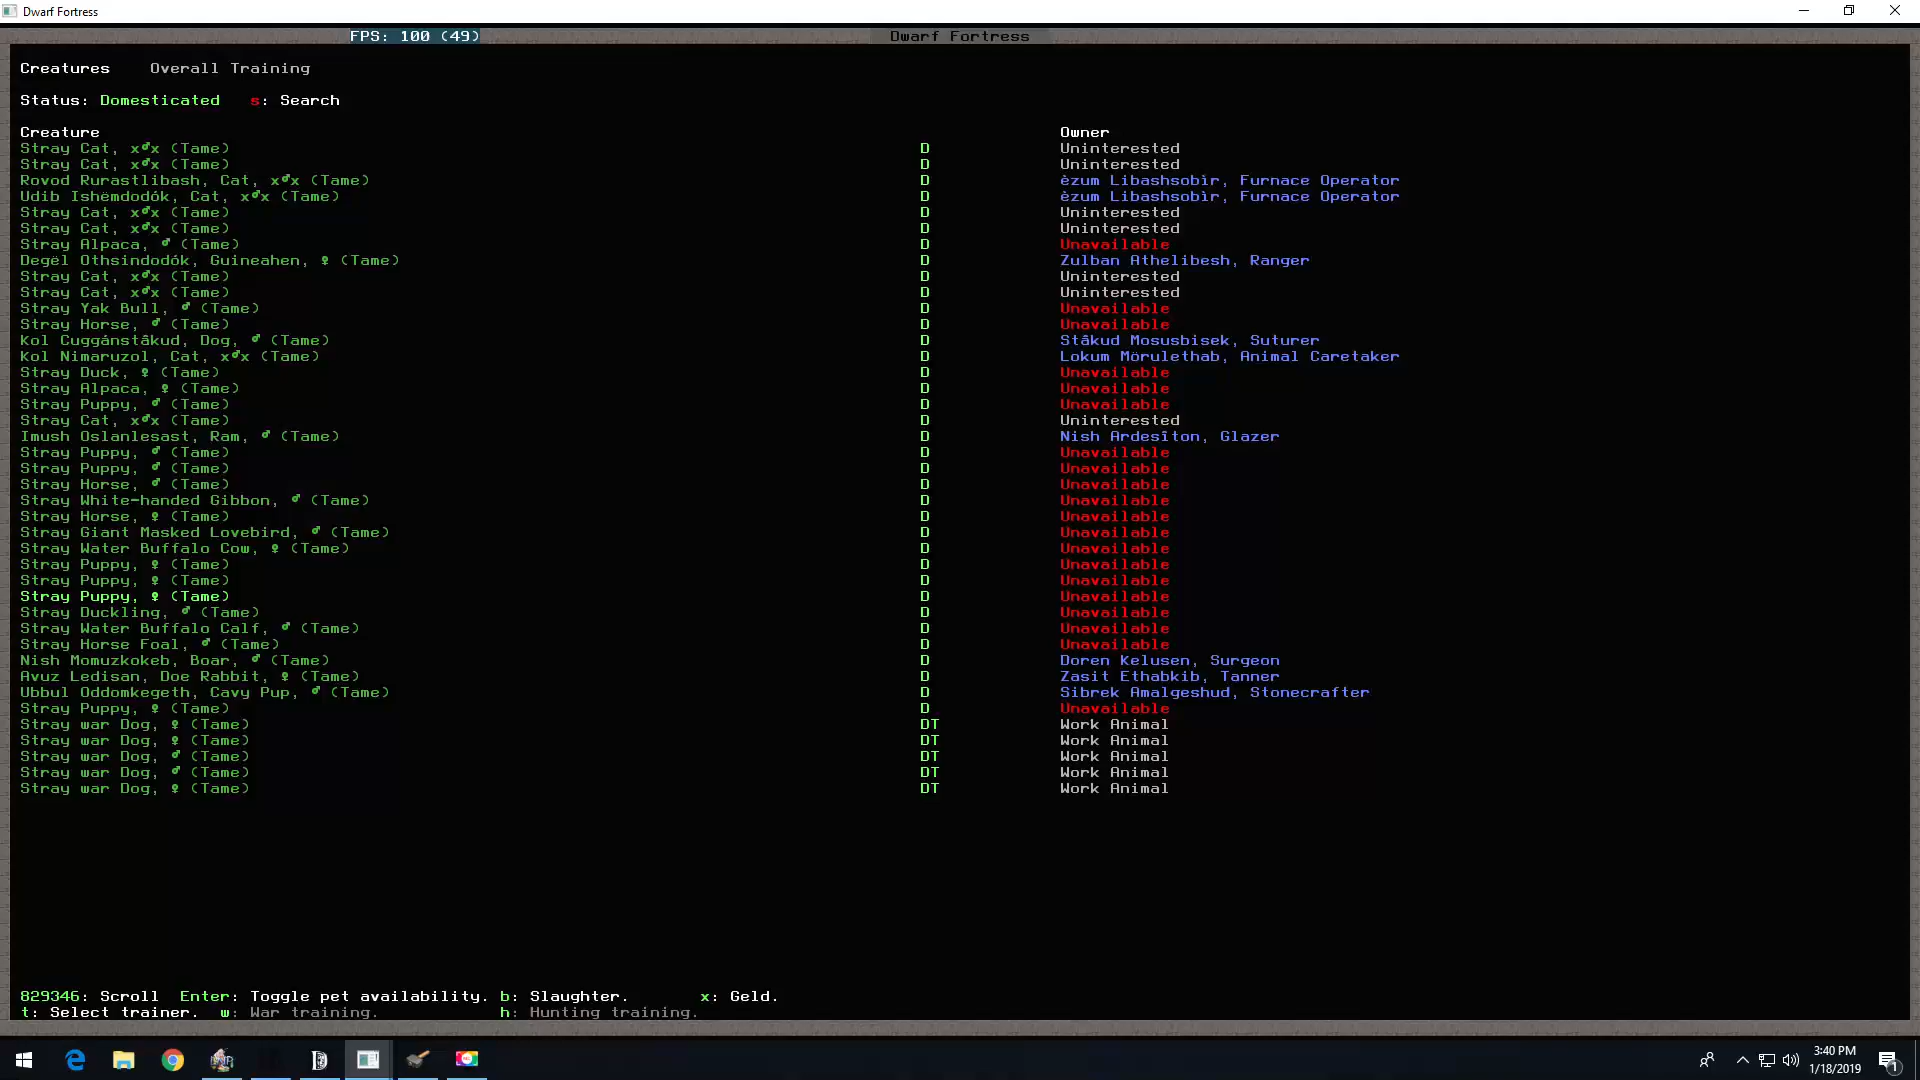 Dwarf Fortress
FPS: 100 (49)
Dwarf Fortress
Creatures Overall Training
Status: Domesticated s: Search
Creature Owner
Stray Cat, x♂x (Tame) D Uninterested
Stray Cat, x♂x (Tame) D Uninterested
Rovod Rurastlibash, Cat, x♂x (Tame) D èzum Libashsobìr, Furnace Operator
Udib Ishëmdodók, Cat, x♂x (Tame) D èzum Libashsobìr, Furnace Operator
Stray Cat, x♂x (Tame) D Uninterested
Stray Cat, x♂x (Tame) D Uninterested
Stray Alpaca, ♂ (Tame) D Unavailable
Degël Othsindodók, Guineahen, ♀ (Tame) D Zulban Athelibesh, Ranger
Stray Cat, x♂x (Tame) D Uninterested
Stray Cat, x♂x (Tame) D Uninterested
Stray Yak Bull, ♂ (Tame) D Unavailable
Stray Horse, ♂ (Tame) D Unavailable
Kol Cuggánstâkud, Dog, ♂ (Tame) D Stâkud Mosusbisek, Suturer
Kol Nimaruzol, Cat, x♂x (Tame) D Lokum Mörulethab, Animal Caretaker
Stray Duck, ♀ (Tame) D Unavailable
Stray Alpaca, ♀ (Tame) D Unavailable
Stray Puppy, ♂ (Tame) D Unavailable
Stray Cat, x♂x (Tame) D Uninterested
Imush Oslanlesast, Ram, ♂ (Tame) D Nish Ardesîton, Glazer
Stray Puppy, ♂ (Tame) D Unavailable
Stray Puppy, ♂ (Tame) D Unavailable
Stray Horse, ♂ (Tame) D Unavailable
Stray White-handed Gibbon, ♂ (Tame) D Unavailable
Stray Horse, ♀ (Tame) D Unavailable
Stray Giant Masked Lovebird, ♂ (Tame) D Unavailable
Stray Water Buffalo Cow, ♀ (Tame) D Unavailable
Stray Puppy, ♀ (Tame) D Unavailable
Stray Puppy, ♀ (Tame) D Unavailable
Stray Puppy, ♀ (Tame) D Unavailable
Stray Duckling, ♂ (Tame) D Unavailable
Stray Water Buffalo Calf, ♂ (Tame) D Unavailable
Stray Horse Foal, ♂ (Tame) D Unavailable
Nish Momuzkokeb, Boar, ♂ (Tame) D Doren Kelusen, Surgeon
Avuz Ledisan, Doe Rabbit, ♀ (Tame) D Zasit Ethabkib, Tanner
Ubbul Oddomkegeth, Cavy Pup, ♂ (Tame) D Sibrek Amalgeshud, Stonecrafter
Stray Puppy, ♀ (Tame) D Unavailable
Stray war Dog, ♀ (Tame) DT Work Animal
Stray war Dog, ♀ (Tame) DT Work Animal
Stray war Dog, ♂ (Tame) DT Work Animal
Stray war Dog, ♂ (Tame) DT Work Animal
Stray war Dog, ♀ (Tame) DT Work Animal
829346: Scroll Enter: Toggle pet availability. b: Slaughter. x: Geld.
t: Select trainer. w: War training. h: Hunting training.
3:40 PM
1/18/2019
1